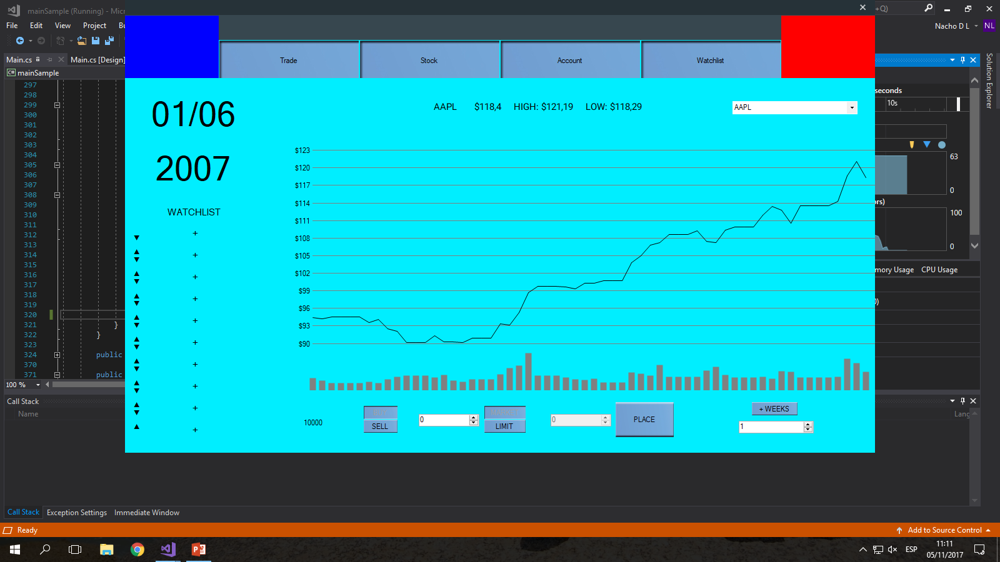 mainSample (Running) - Micr
+Q)
File Edit View Project Bu
Nacho D L NL
Main.cs Main.cs [Design]
C# mainSample
Trade Stock Account Watchlist
Solution Explorer
297
298
299
300
301
302
303
304
305
306
307
308
309
310
311
312
313
314
315
316
317
318
319
320
321 }
322 }
323
324 public
370
371 public
100 %
01/06
2007
AAPL $118,4 HIGH: $121,19 LOW: $118,29
AAPL
WATCHLIST
+
+
+
+
+
+
+
+
+
+
$123
$120
$117
$114
$111
$108
$105
$102
$99
$96
$93
$90
10000
BUY
SELL
0
MARKET
LIMIT
0
PLACE
+ WEEKS
1
seconds
10s
63
0
ors)
100
0
mory Usage CPU Usage
0)
Call Stack
Name Lang
Call Stack Exception Settings Immediate Window
Ready
Add to Source Control
ESP
11:11
05/11/2017